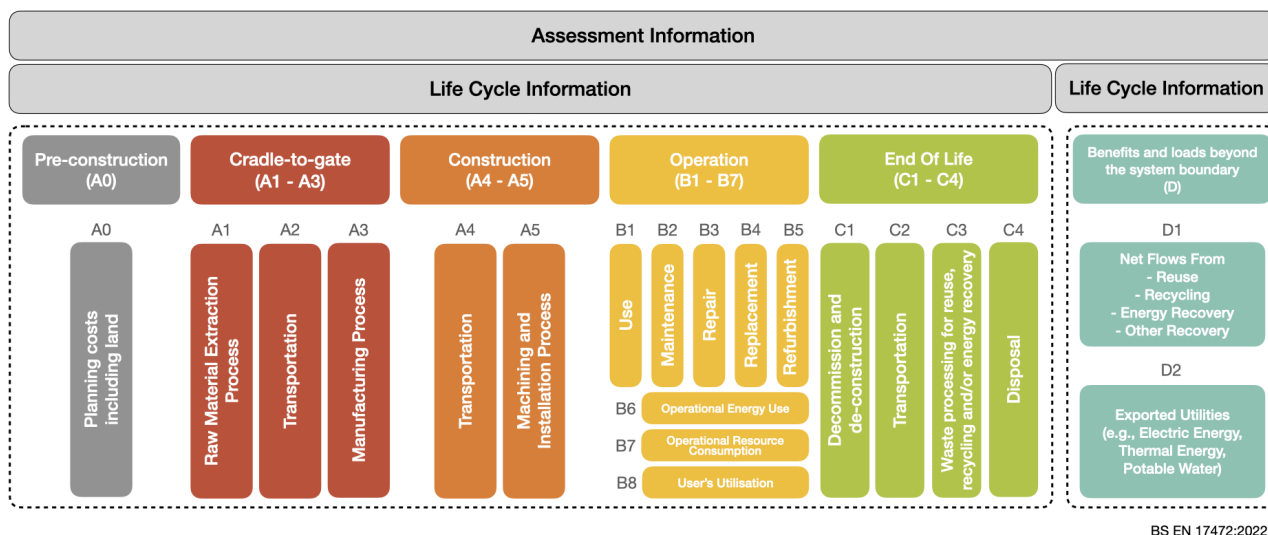 Assessment Information
Life Cycle Information
Life Cycle Information
Pre-construction
(A0)
Cradle-to-gate
(A1 - A3)
Construction
(A4 - A5)
Operation
(B1 - B7)
End Of Life
(C1 - C4)
Benefits and loads beyond
the system boundary
(D)
A0
Planning costs
including land
A1
Raw Material Extraction
Process
A2
Transportation
A3
Manufacturing Process
A4
Transportation
A5
Machining and
Installation Process
B1
Use
B2
Maintenance
B3
Repair
B4
Replacement
B5
Refurbishment
B6
Operational Energy Use
B7
Operational Resource
Consumption
B8
User's Utilisation
C1
Decommission and
de-construction
C2
Transportation
C3
Waste processing for reuse,
recycling and/or energy recovery
C4
Disposal
D1
Net Flows From
- Reuse
- Recycling
- Energy Recovery
- Other Recovery
D2
Exported Utilities
(e.g., Electric Energy,
Thermal Energy,
Potable Water)
BS EN 17472:2022